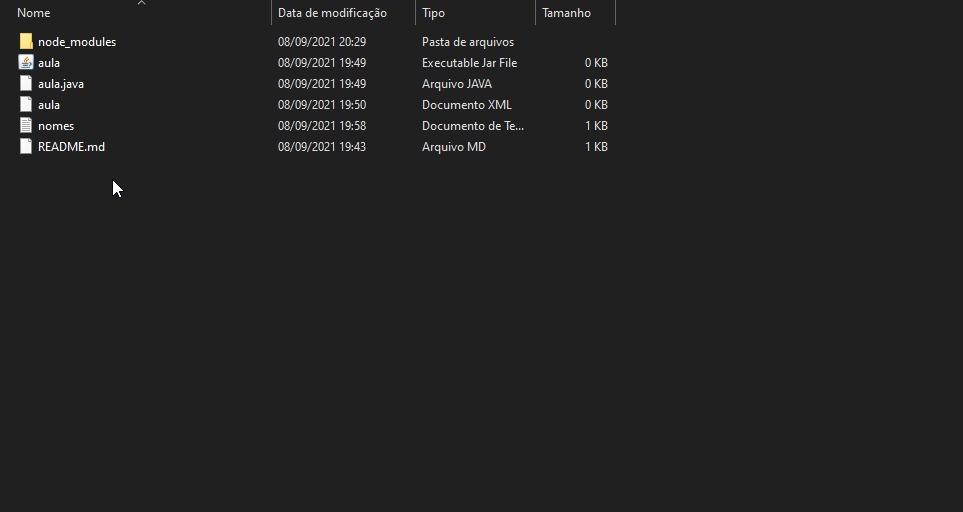 Nome Data de modificação Tipo Tamanho
node_modules 08/09/2021 20:29 Pasta de arquivos
aula 08/09/2021 19:49 Executable Jar File 0 KB
aula.java 08/09/2021 19:49 Arquivo JAVA 0 KB
aula 08/09/2021 19:50 Documento XML 0 KB
nomes 08/09/2021 19:58 Documento de Te... 1 KB
README.md 08/09/2021 19:43 Arquivo MD 1 KB